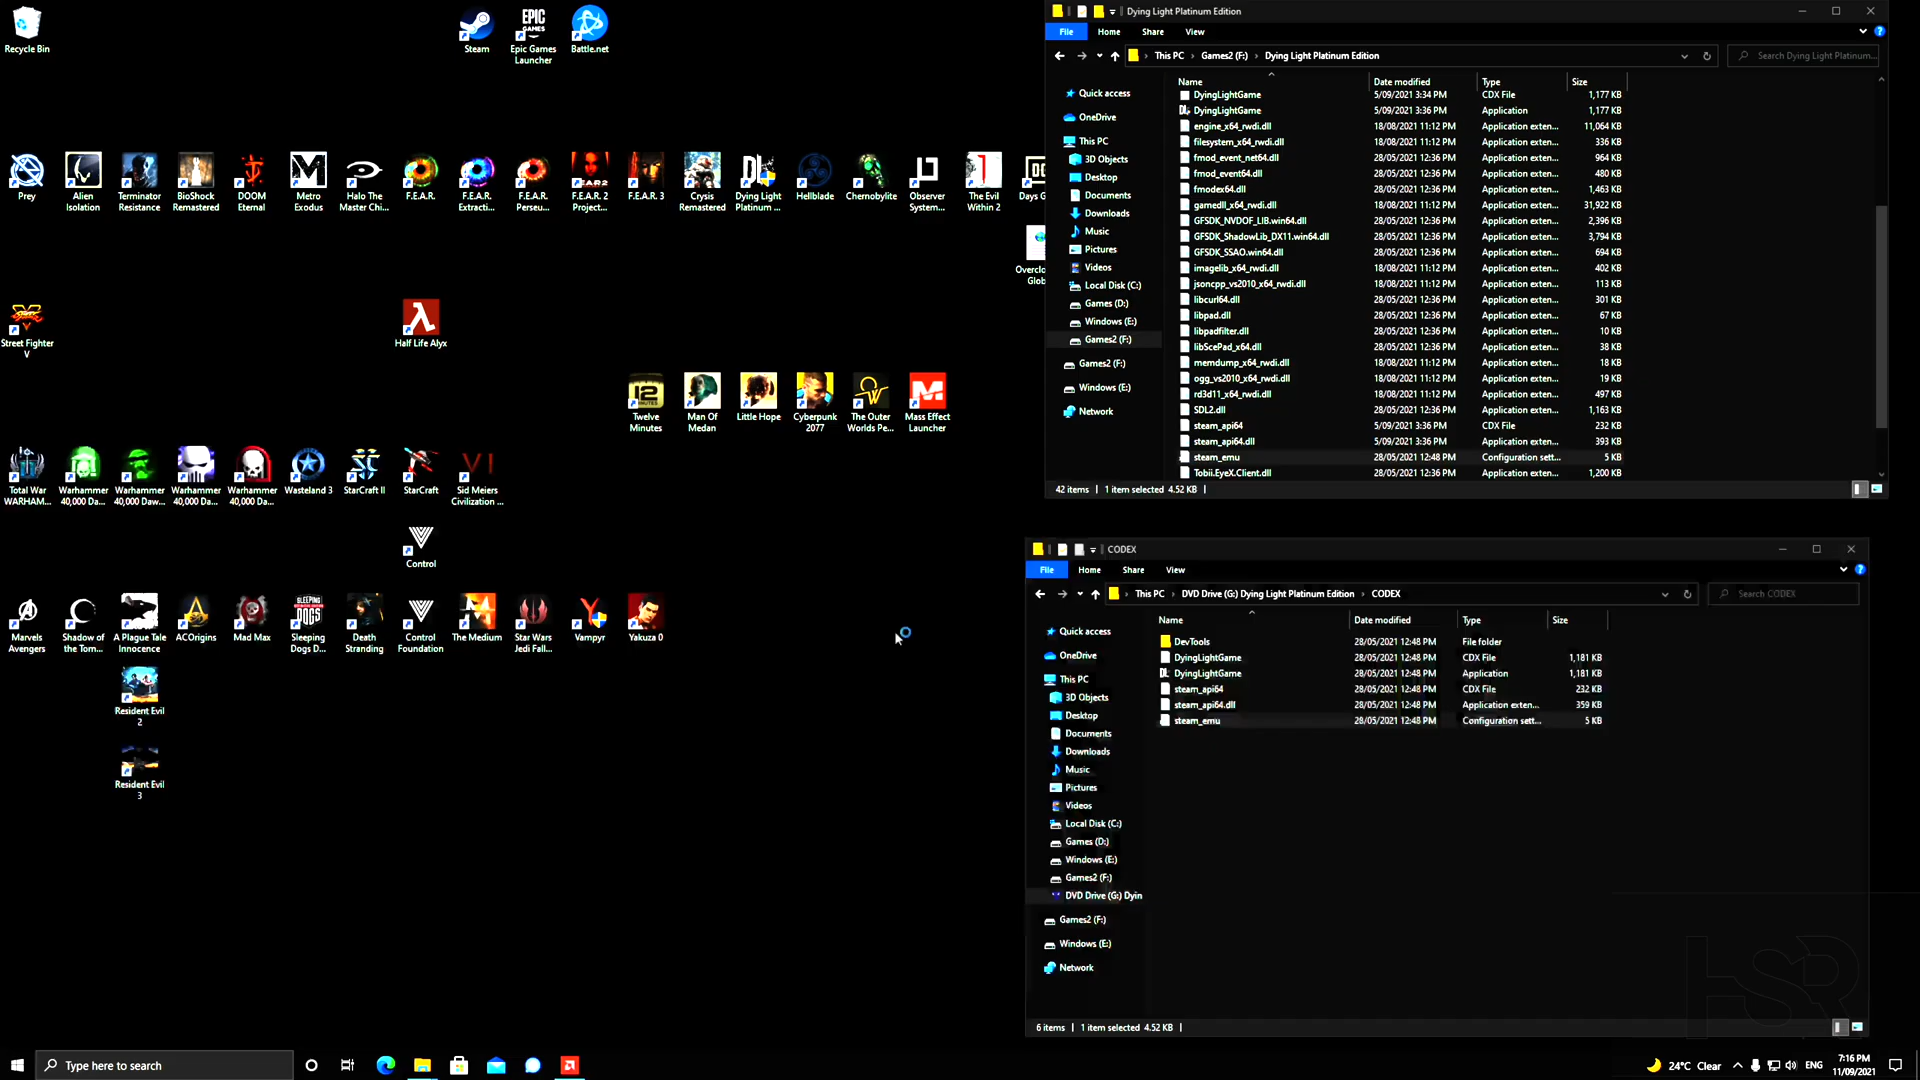 Recycle Bin
Steam
Epic Games
Launcher
Battle.net
Prey
Alien
Isolation
Terminator
Resistance
BioShock
Remastered
DOOM
Eternal
Metro
Exodus
Halo The
Master Chi...
F.E.A.R.
F.E.A.R.
Extracti...
F.E.A.R.
Perseu...
F.E.A.R. 2
Project...
F.E.A.R. 3
Crysis
Remastered
Dying Light
Platinum ...
Hellblade
Chernobylite
Observer
System...
The Evil
Within 2
Days G
Overclo
Glob
Street Fighter
V
Half Life Alyx
Twelve
Minutes
Man Of
Medan
Little Hope
Cyberpunk
2077
The Outer
Worlds Pe...
Mass Effect
Launcher
Total War
WARHAM...
Warhammer
40,000 Daw...
Warhammer
40,000 Daw...
Warhammer
40,000 Daw...
Warhammer
40,000 Daw...
Wasteland 3
StarCraft II
StarCraft
Sid Meiers
Civilization ...
Control
Marvels
Avengers
Shadow of
the Tom...
A Plague Tale
Innocence
ACOrigins
Mad Max
Sleeping
Dogs D...
Death
Stranding
Control
Foundation
The Medium
Star Wars
Jedi Fall...
Vampyr
Yakuza 0
Resident Evil
2
Resident Evil
3
Dying Light Platinum Edition
File Home Share View
This PC Games2 (F:) Dying Light Platinum Edition
Search Dying Light Platinum...
Quick access
OneDrive
This PC
3D Objects
Desktop
Documents
Downloads
Music
Pictures
Videos
Local Disk (C:)
Games (D:)
Windows (E:)
Games2 (F:)
Games2 (F:)
Windows (E:)
Network
Name Date modified Type Size
DyingLightGame 5/09/2021 3:34 PM CDX File 1,177 KB
DyingLightGame 5/09/2021 3:36 PM Application 1,177 KB
engine_x64_rwdi.dll 18/08/2021 11:12 PM Application exten... 11,064 KB
filesystem_x64_rwdi.dll 18/08/2021 11:12 PM Application exten... 336 KB
fmod_event_net64.dll 28/05/2021 12:36 PM Application exten... 964 KB
fmod_event64.dll 28/05/2021 12:36 PM Application exten... 480 KB
fmodex64.dll 28/05/2021 12:36 PM Application exten... 1,463 KB
gamedll_x64_rwdi.dll 18/08/2021 11:12 PM Application exten... 31,922 KB
GFSDK_NVDOF_LIB.win64.dll 28/05/2021 12:36 PM Application exten... 2,396 KB
GFSDK_ShadowLib_DX11.win64.dll 28/05/2021 12:36 PM Application exten... 3,794 KB
GFSDK_SSAO.win64.dll 28/05/2021 12:36 PM Application exten... 694 KB
imagelib_x64_rwdi.dll 18/08/2021 11:12 PM Application exten... 402 KB
jsoncpp_vs2010_x64_rwdi.dll 18/08/2021 11:12 PM Application exten... 113 KB
libcurl64.dll 28/05/2021 12:36 PM Application exten... 301 KB
libpad.dll 28/05/2021 12:36 PM Application exten... 67 KB
libpadfilter.dll 28/05/2021 12:36 PM Application exten... 10 KB
libScePad_x64.dll 28/05/2021 12:36 PM Application exten... 38 KB
memdump_x64_rwdi.dll 18/08/2021 11:12 PM Application exten... 18 KB
ogg_vs2010_x64_rwdi.dll 18/08/2021 11:12 PM Application exten... 19 KB
rd3d11_x64_rwdi.dll 18/08/2021 11:12 PM Application exten... 497 KB
SDL2.dll 28/05/2021 12:36 PM Application exten... 1,163 KB
steam_api64 5/09/2021 3:36 PM CDX File 232 KB
steam_api64.dll 5/09/2021 3:36 PM Application exten... 393 KB
steam_emu 28/05/2021 12:48 PM Configuration sett... 5 KB
Tobii.EyeX.Client.dll 28/05/2021 12:36 PM Application exten... 1,200 KB
42 items 1 item selected 4.52 KB
CODEX
File Home Share View
This PC DVD Drive (G:) Dying Light Platinum Edition CODEX
Search CODEX
Quick access
OneDrive
This PC
3D Objects
Desktop
Documents
Downloads
Music
Pictures
Videos
Local Disk (C:)
Games (D:)
Windows (E:)
Games2 (F:)
DVD Drive (G:) Dyin
Games2 (F:)
Windows (E:)
Network
Name Date modified Type Size
DevTools 28/05/2021 12:48 PM File folder
DyingLightGame 28/05/2021 12:48 PM CDX File 1,181 KB
DyingLightGame 28/05/2021 12:48 PM Application 1,181 KB
steam_api64 28/05/2021 12:48 PM CDX File 232 KB
steam_api64.dll 28/05/2021 12:48 PM Application exten... 359 KB
steam_emu 28/05/2021 12:48 PM Configuration sett... 5 KB
6 items 1 item selected 4.52 KB
HSR
Type here to search
24°C Clear
ENG
7:16 PM
11/09/2021